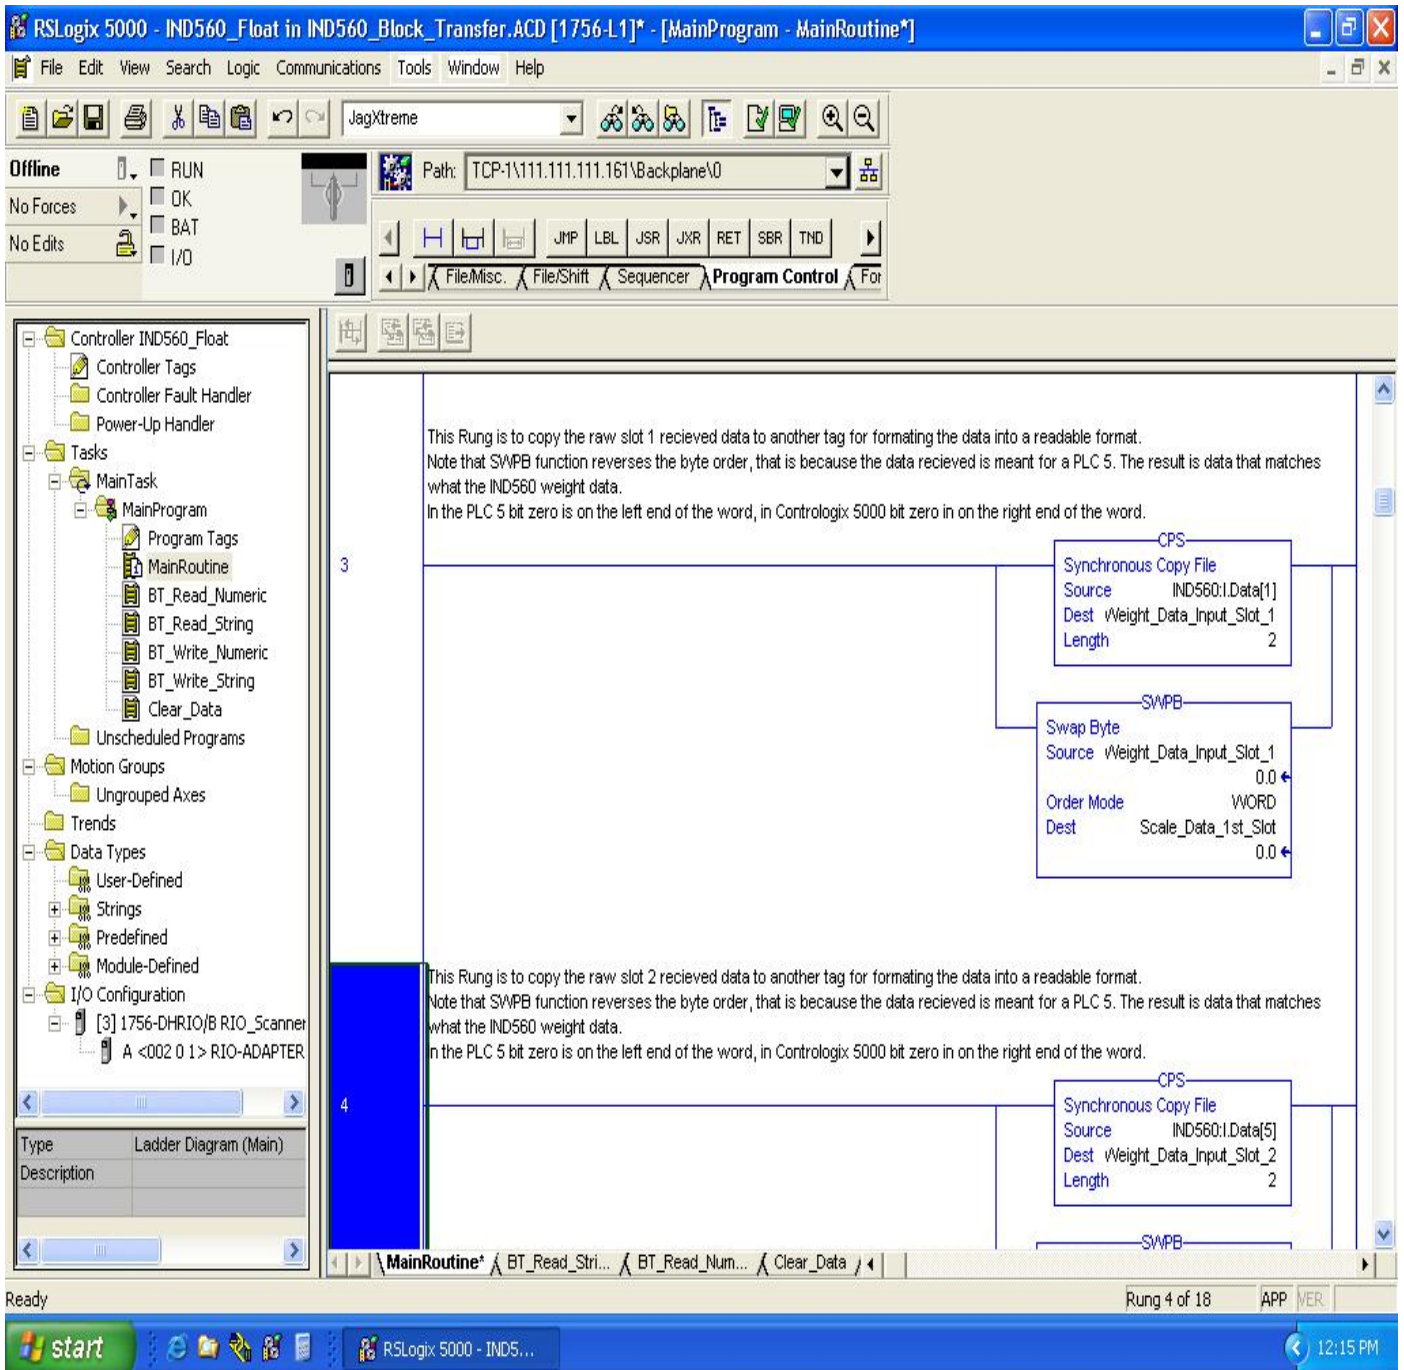 RSLogix 5000 - IND560_Float in IND560_Block_Transfer.ACD [1756-L1]* - [MainProgram - MainRoutine*]
File Edit View Search Logic Communications Tools Window Help
JagXtreme
Offline
RUN
No Forces
OK
No Edits
BAT
I/O
Path: TCP-1\111.111.111.161\Backplane\0
JMP LBL JSR JXR RET SBR TND
File/Misc. File/Shift Sequencer Program Control For
Controller IND560_Float
Controller Tags
Controller Fault Handler
Power-Up Handler
Tasks
MainTask
MainProgram
Program Tags
MainRoutine
BT_Read_Numeric
BT_Read_String
BT_Write_Numeric
BT_Write_String
Clear_Data
Unscheduled Programs
Motion Groups
Ungrouped Axes
Trends
Data Types
User-Defined
Strings
Predefined
Module-Defined
I/O Configuration
[3] 1756-DHRIO/B RIO_Scanner
A <002 0 1> RIO-ADAPTER
Type Ladder Diagram (Main)
Description
This Rung is to copy the raw slot 1 recieved data to another tag for formating the data into a readable format.
Note that SWPB function reverses the byte order, that is because the data recieved is meant for a PLC 5. The result is data that matches
what the IND560 weight data.
In the PLC 5 bit zero is on the left end of the word, in Contrologix 5000 bit zero in on the right end of the word.
3
CPS
Synchronous Copy File
Source IND560:I.Data[1]
Dest Weight_Data_Input_Slot_1
Length 2
SWPB
Swap Byte
Source Weight_Data_Input_Slot_1
0.0
Order Mode WORD
Dest Scale_Data_1st_Slot
0.0
This Rung is to copy the raw slot 2 recieved data to another tag for formating the data into a readable format.
Note that SWPB function reverses the byte order, that is because the data recieved is meant for a PLC 5. The result is data that matches
what the IND560 weight data.
In the PLC 5 bit zero is on the left end of the word, in Contrologix 5000 bit zero in on the right end of the word.
4
CPS
Synchronous Copy File
Source IND560:I.Data[5]
Dest Weight_Data_Input_Slot_2
Length 2
SWPB
MainRoutine* BT_Read_Stri... BT_Read_Num... Clear_Data
Ready
Rung 4 of 18 APP VER
start
RSLogix 5000 - IND5...
12:15 PM